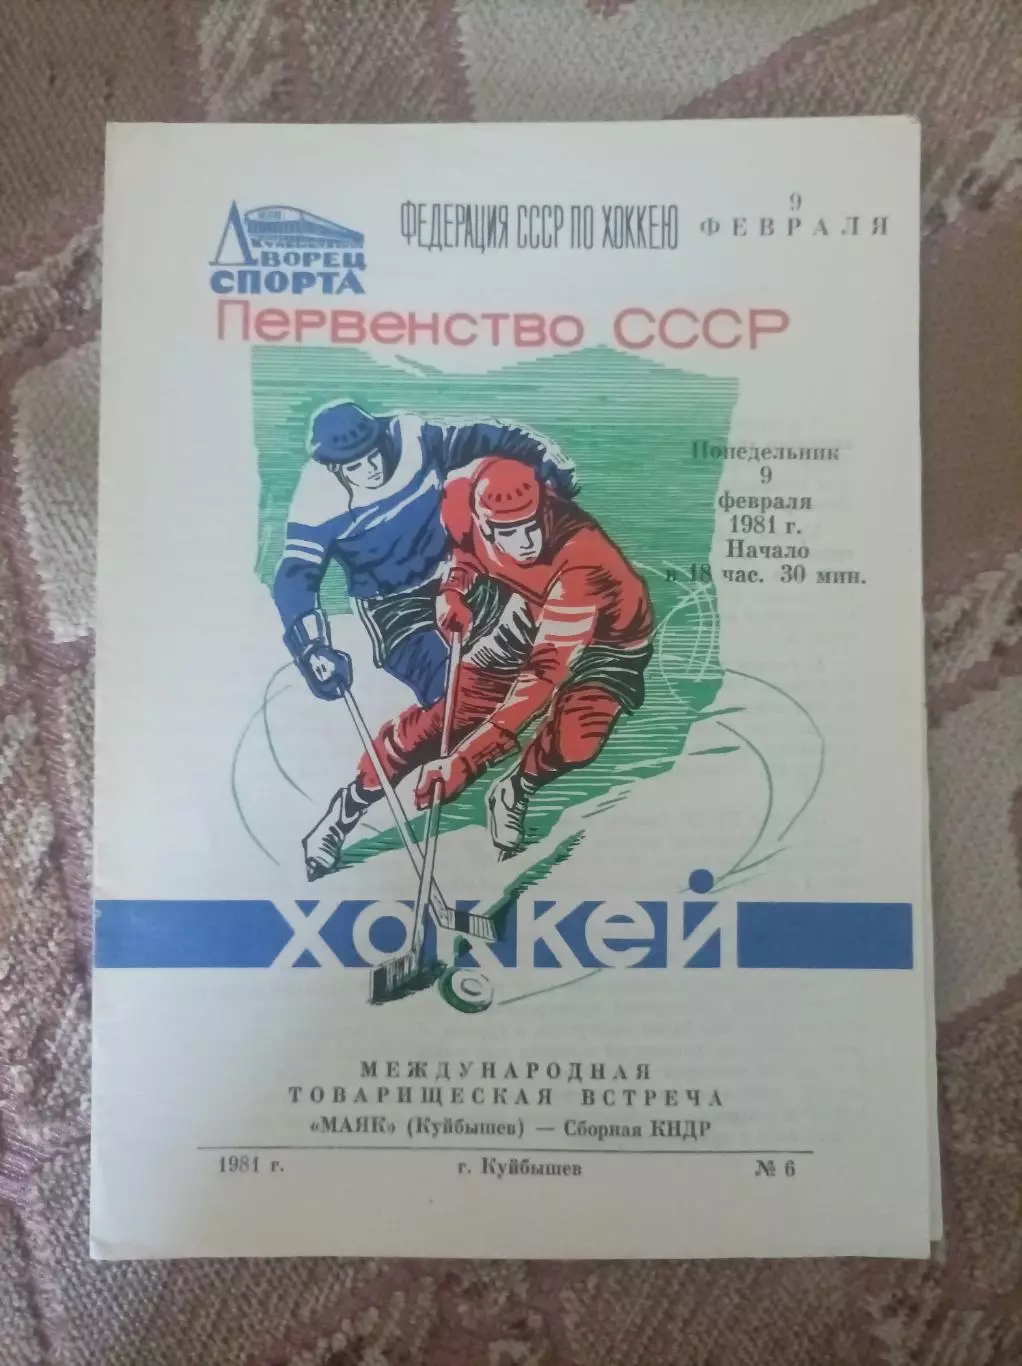 КУЙБЫШЕВ
ДВОРЕЦ
СПОРТА
ФЕДЕРАЦИЯ СССР ПО ХОККЕЮ
9
ФЕВРАЛЯ
Первенство СССР
Понедельник
9
февраля
1981 г.
Начало
в 18 час. 30 мин.
хоккей
МЕЖДУНАРОДНАЯ
ТОВАРИЩЕСКАЯ ВСТРЕЧА
«МАЯК» (Куйбышев) — Сборная КНДР
1981 г. г. Куйбышев № 6